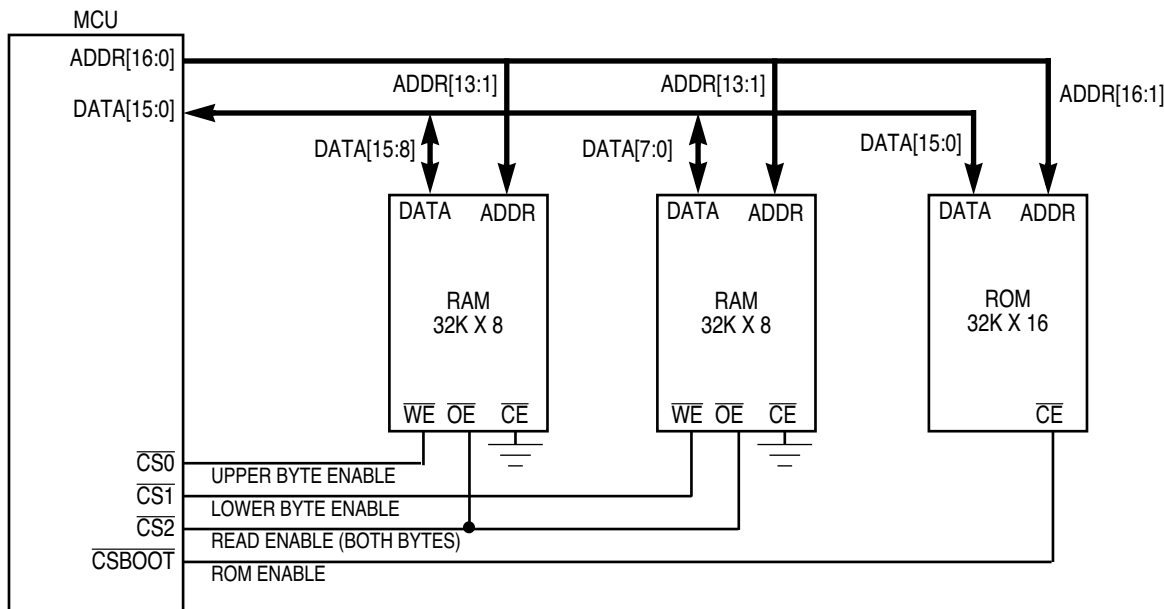 MCU
ADDR[16:0]
ADDR[13:1]
ADDR[13:1]
ADDR[16:1]
DATA[15:0]
DATA[15:8]
DATA[7:0]
DATA[15:0]
DATA ADDR
DATA ADDR
DATA ADDR
RAM
32K X 8
RAM
32K X 8
ROM
32K X 16
WE OE CE
WE OE CE
CE
CS0
UPPER BYTE ENABLE
CS1
LOWER BYTE ENABLE
CS2
READ ENABLE (BOTH BYTES)
CSBOOT
ROM ENABLE